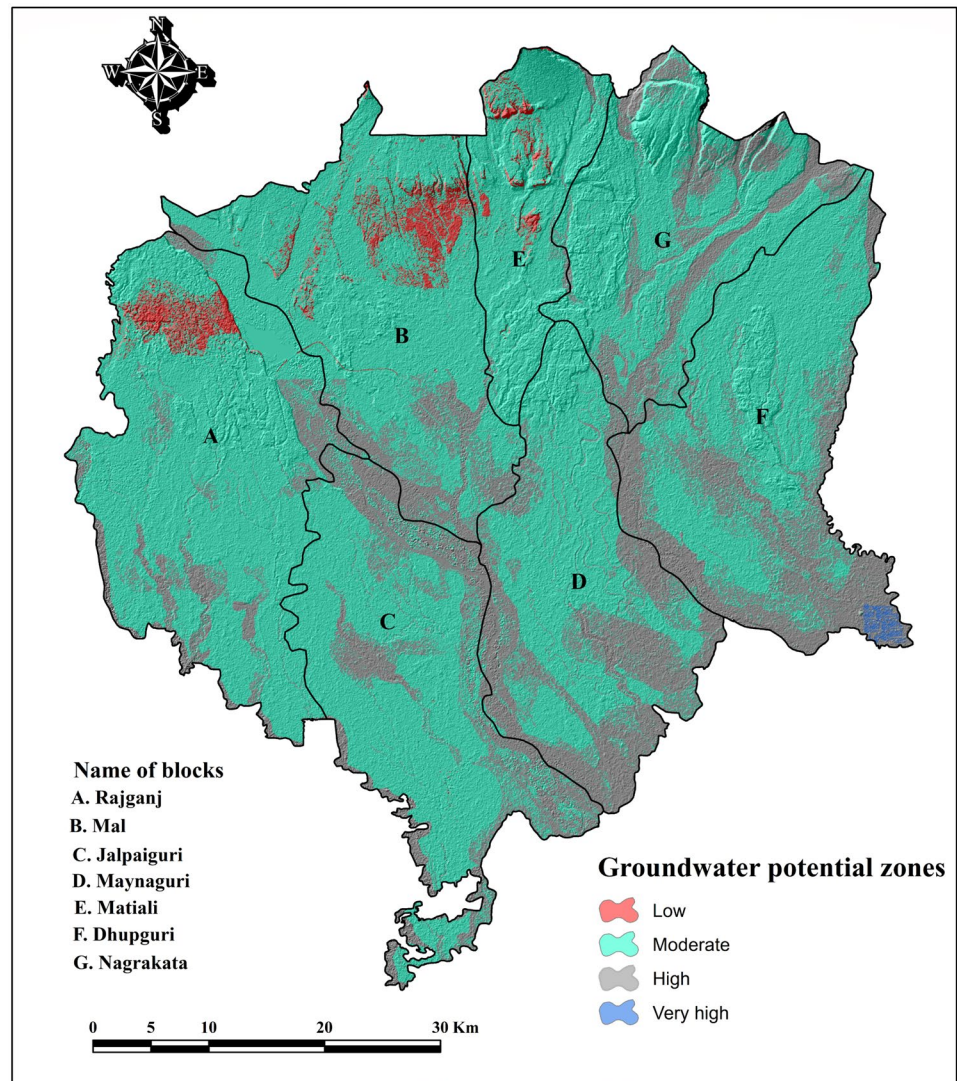 N
W E
S
G
E
B
F
A
D
C
Name of blocks
A. Rajganj
B. Mal
C. Jalpaiguri
D. Maynaguri
E. Matiali
F. Dhupguri
G. Nagrakata
Groundwater potential zones
Low
Moderate
High
Very high
0 5 10 20 30 Km